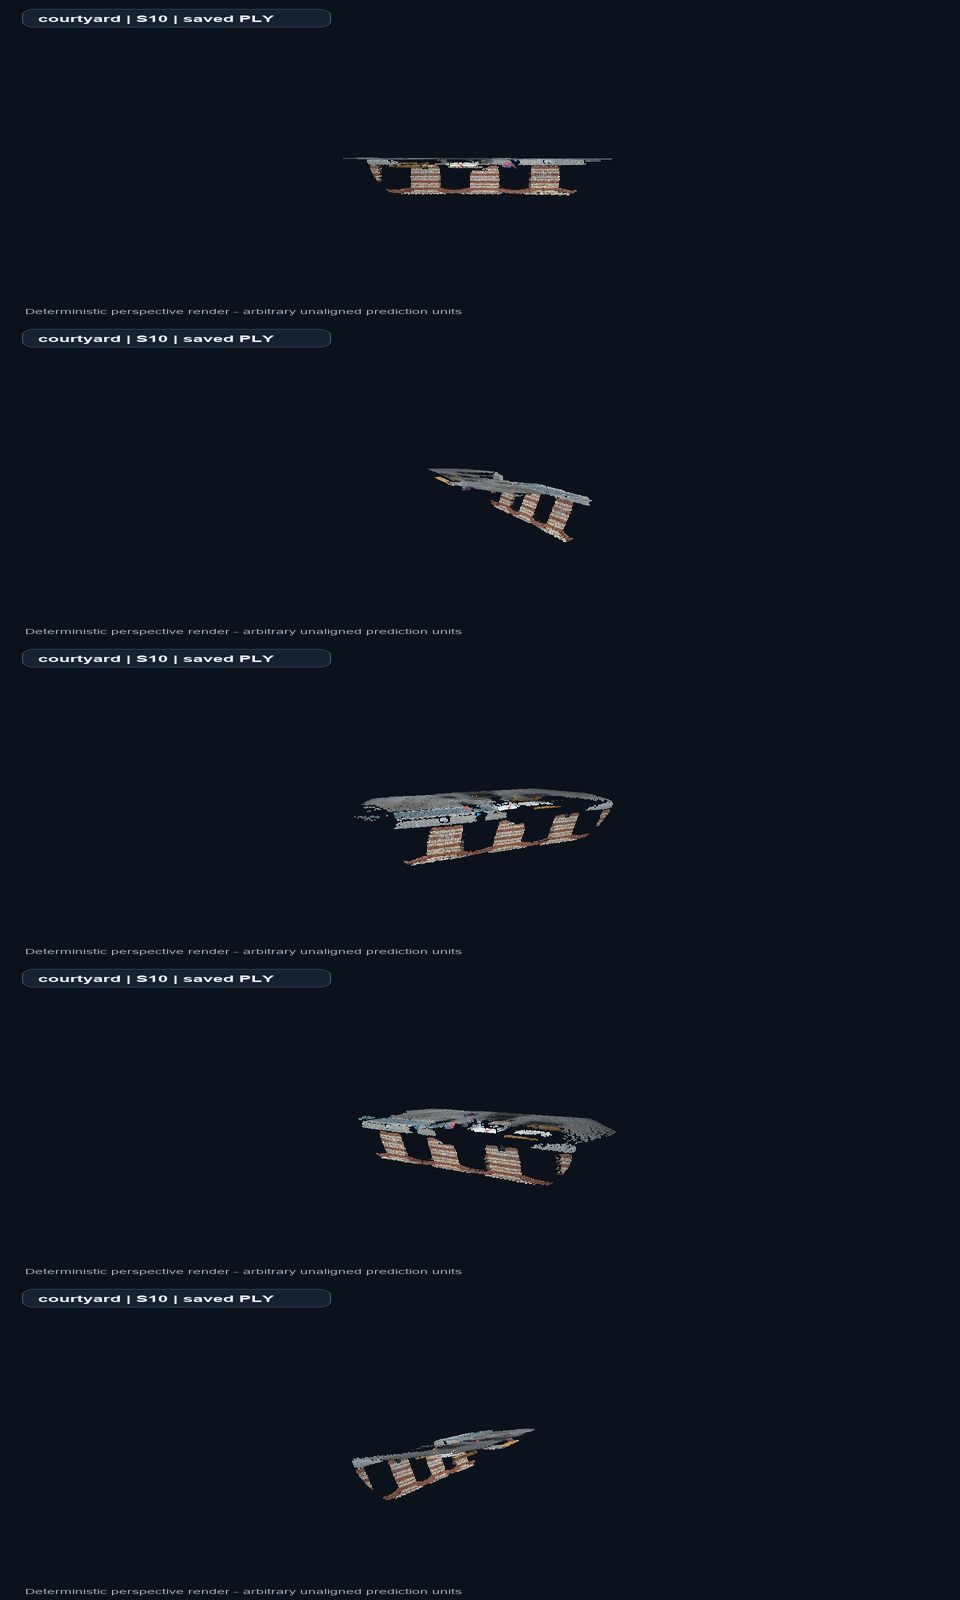 courtyard | S10 | saved PLY
Deterministic perspective render - arbitrary unaligned prediction units
courtyard | S10 | saved PLY
Deterministic perspective render - arbitrary unaligned prediction units
courtyard | S10 | saved PLY
Deterministic perspective render - arbitrary unaligned prediction units
courtyard | S10 | saved PLY
Deterministic perspective render - arbitrary unaligned prediction units
courtyard | S10 | saved PLY
Deterministic perspective render - arbitrary unaligned prediction units